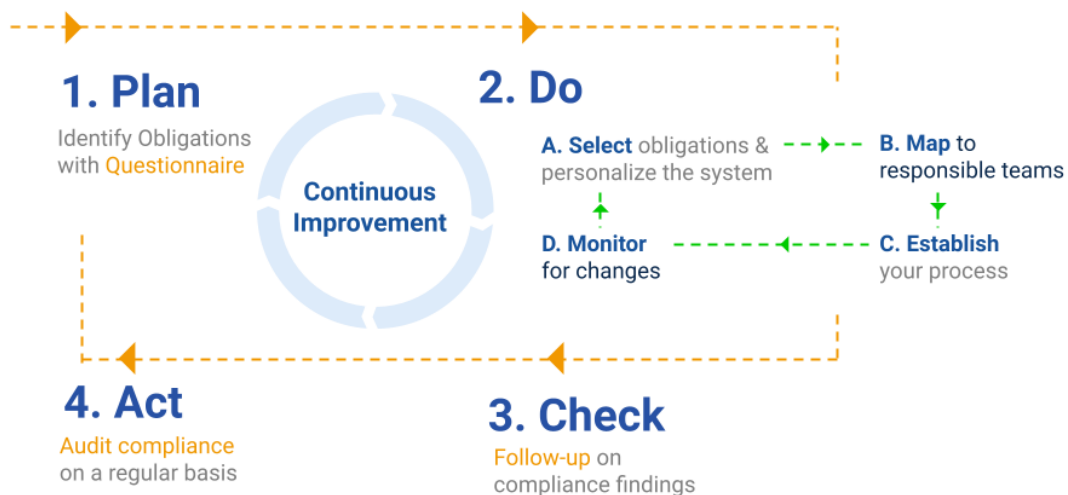 1. Plan
Identify Obligations
with Questionnaire
Continuous
Improvement
2. Do
A. Select obligations &
personalize the system
B. Map to
responsible teams
C. Establish
your process
D. Monitor
for changes
3. Check
Follow-up on
compliance findings
4. Act
Audit compliance
on a regular basis